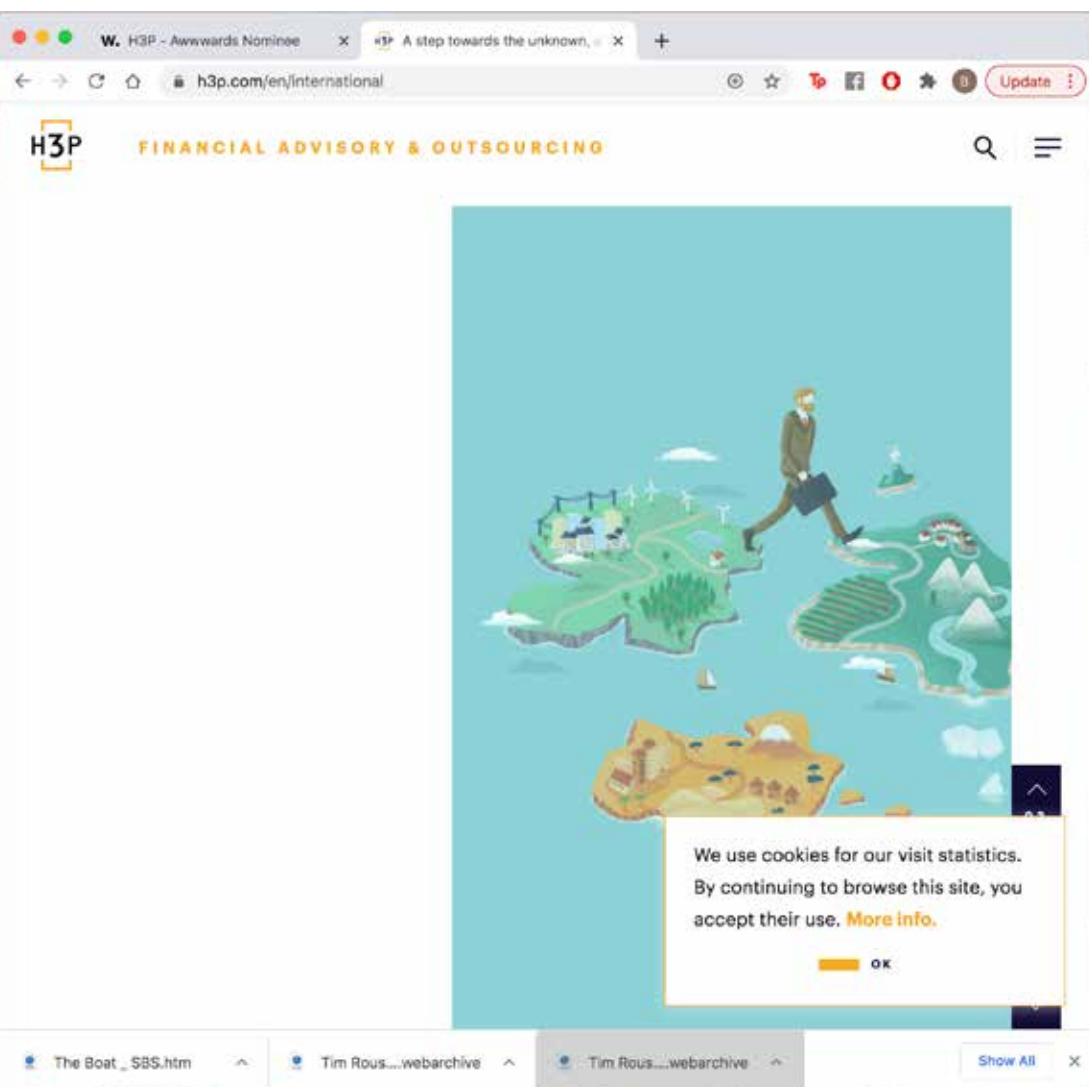 W. H3P - Awwwards Nominee
H3P A step towards the unknown,
h3p.com/en/international
Tp
B
Update
H3P
FINANCIAL ADVISORY & OUTSOURCING
We use cookies for our visit statistics.
By continuing to browse this site, you
accept their use. More info.
OK
The Boat _ SBS.htm
Tim Rous....webarchive
Tim Rous....webarchive
Show All